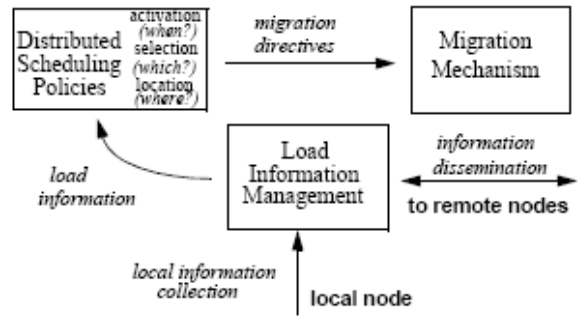 Distributed
Scheduling
Policies
activation
(when?)
selection
(which?)
location
(where?)
migration
directives
Migration
Mechanism
load
information
Load
Information
Management
information
dissemination
to remote nodes
local information
collection
local node